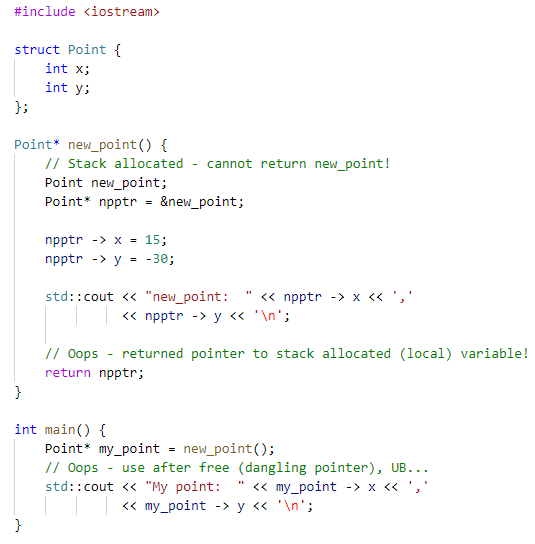 #include <iostream>

struct Point {
    int x;
    int y;
};

Point* new_point() {
    // Stack allocated - cannot return new_point!
    Point new_point;
    Point* npptr = &new_point;

    npptr -> x = 15;
    npptr -> y = -30;

    std::cout << "new_point:  " << npptr -> x << ','
              << npptr -> y << '\n';

    // Oops - returned pointer to stack allocated (local) variable!
    return npptr;
}

int main() {
    Point* my_point = new_point();
    // Oops - use after free (dangling pointer), UB...
    std::cout << "My point:  " << my_point -> x << ','
              << my_point -> y << '\n';
}